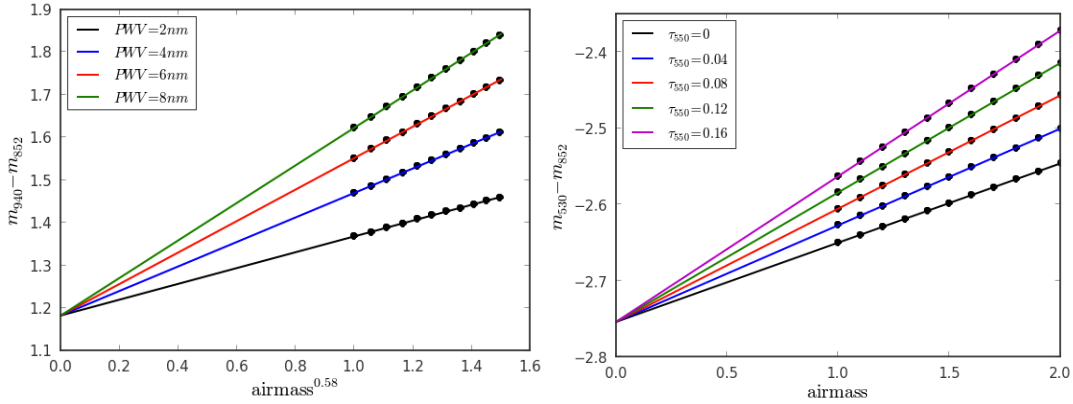 1.9
1.8
1.7
1.6
1.5
1.4
1.3
1.2
1.1
m₉₄₀−m₈₅₂
PWV=2nm
PWV=4nm
PWV=6nm
PWV=8nm
0.0 0.2 0.4 0.6 0.8 1.0 1.2 1.4 1.6
airmass⁰·⁵⁸
−2.4
−2.5
−2.6
−2.7
−2.8
m₅₃₀−m₈₅₂
τ₅₅₀=0
τ₅₅₀=0.04
τ₅₅₀=0.08
τ₅₅₀=0.12
τ₅₅₀=0.16
0.0 0.5 1.0 1.5 2.0
airmass